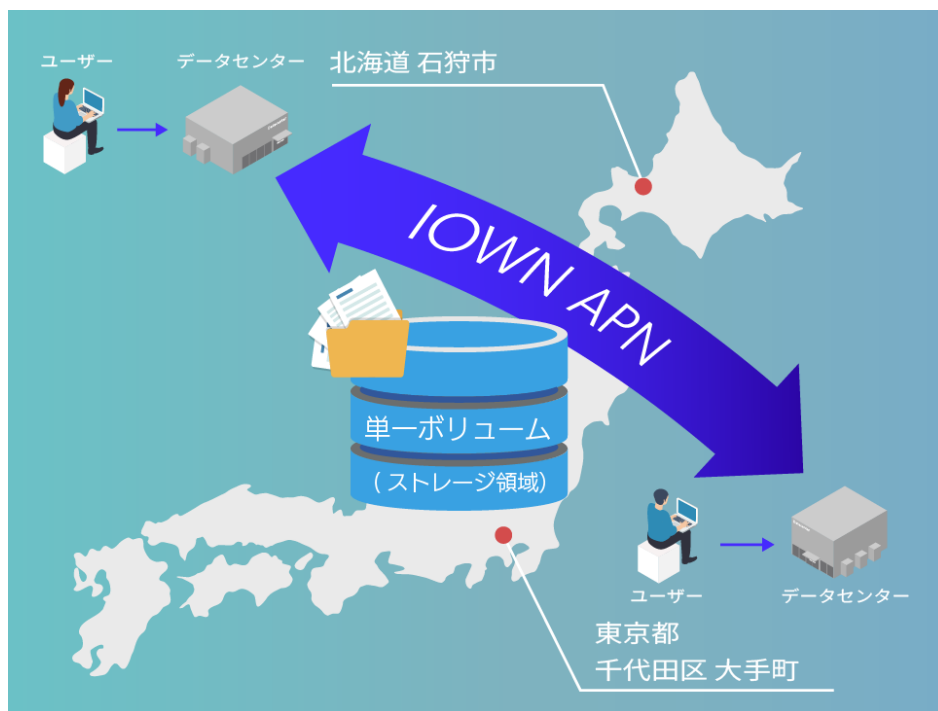 ユーザー
データセンター
北海道 石狩市
IOWN APN
単一ボリューム
(ストレージ領域)
ユーザー
データセンター
東京都
千代田区 大手町